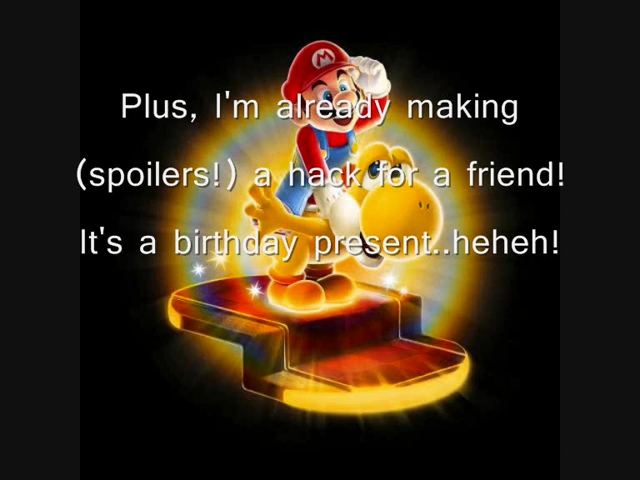 Plus, I'm already making
(spoilers!) a hack for a friend!
It's a birthday present..heheh!